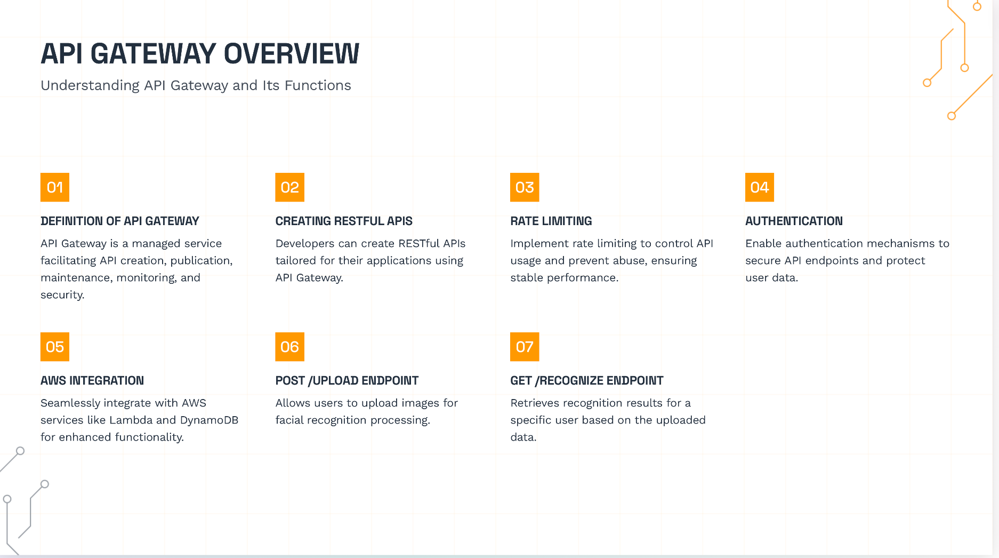 API GATEWAY OVERVIEW
Understanding API Gateway and Its Functions
01
DEFINITION OF API GATEWAY
API Gateway is a managed service
facilitating API creation, publication,
maintenance, monitoring, and
security.
02
CREATING RESTFUL APIS
Developers can create RESTful APIs
tailored for their applications using
API Gateway.
03
RATE LIMITING
Implement rate limiting to control API
usage and prevent abuse, ensuring
stable performance.
04
AUTHENTICATION
Enable authentication mechanisms to
secure API endpoints and protect
user data.
05
AWS INTEGRATION
Seamlessly integrate with AWS
services like Lambda and DynamoDB
for enhanced functionality.
06
POST /UPLOAD ENDPOINT
Allows users to upload images for
facial recognition processing.
07
GET /RECOGNIZE ENDPOINT
Retrieves recognition results for a
specific user based on the uploaded
data.